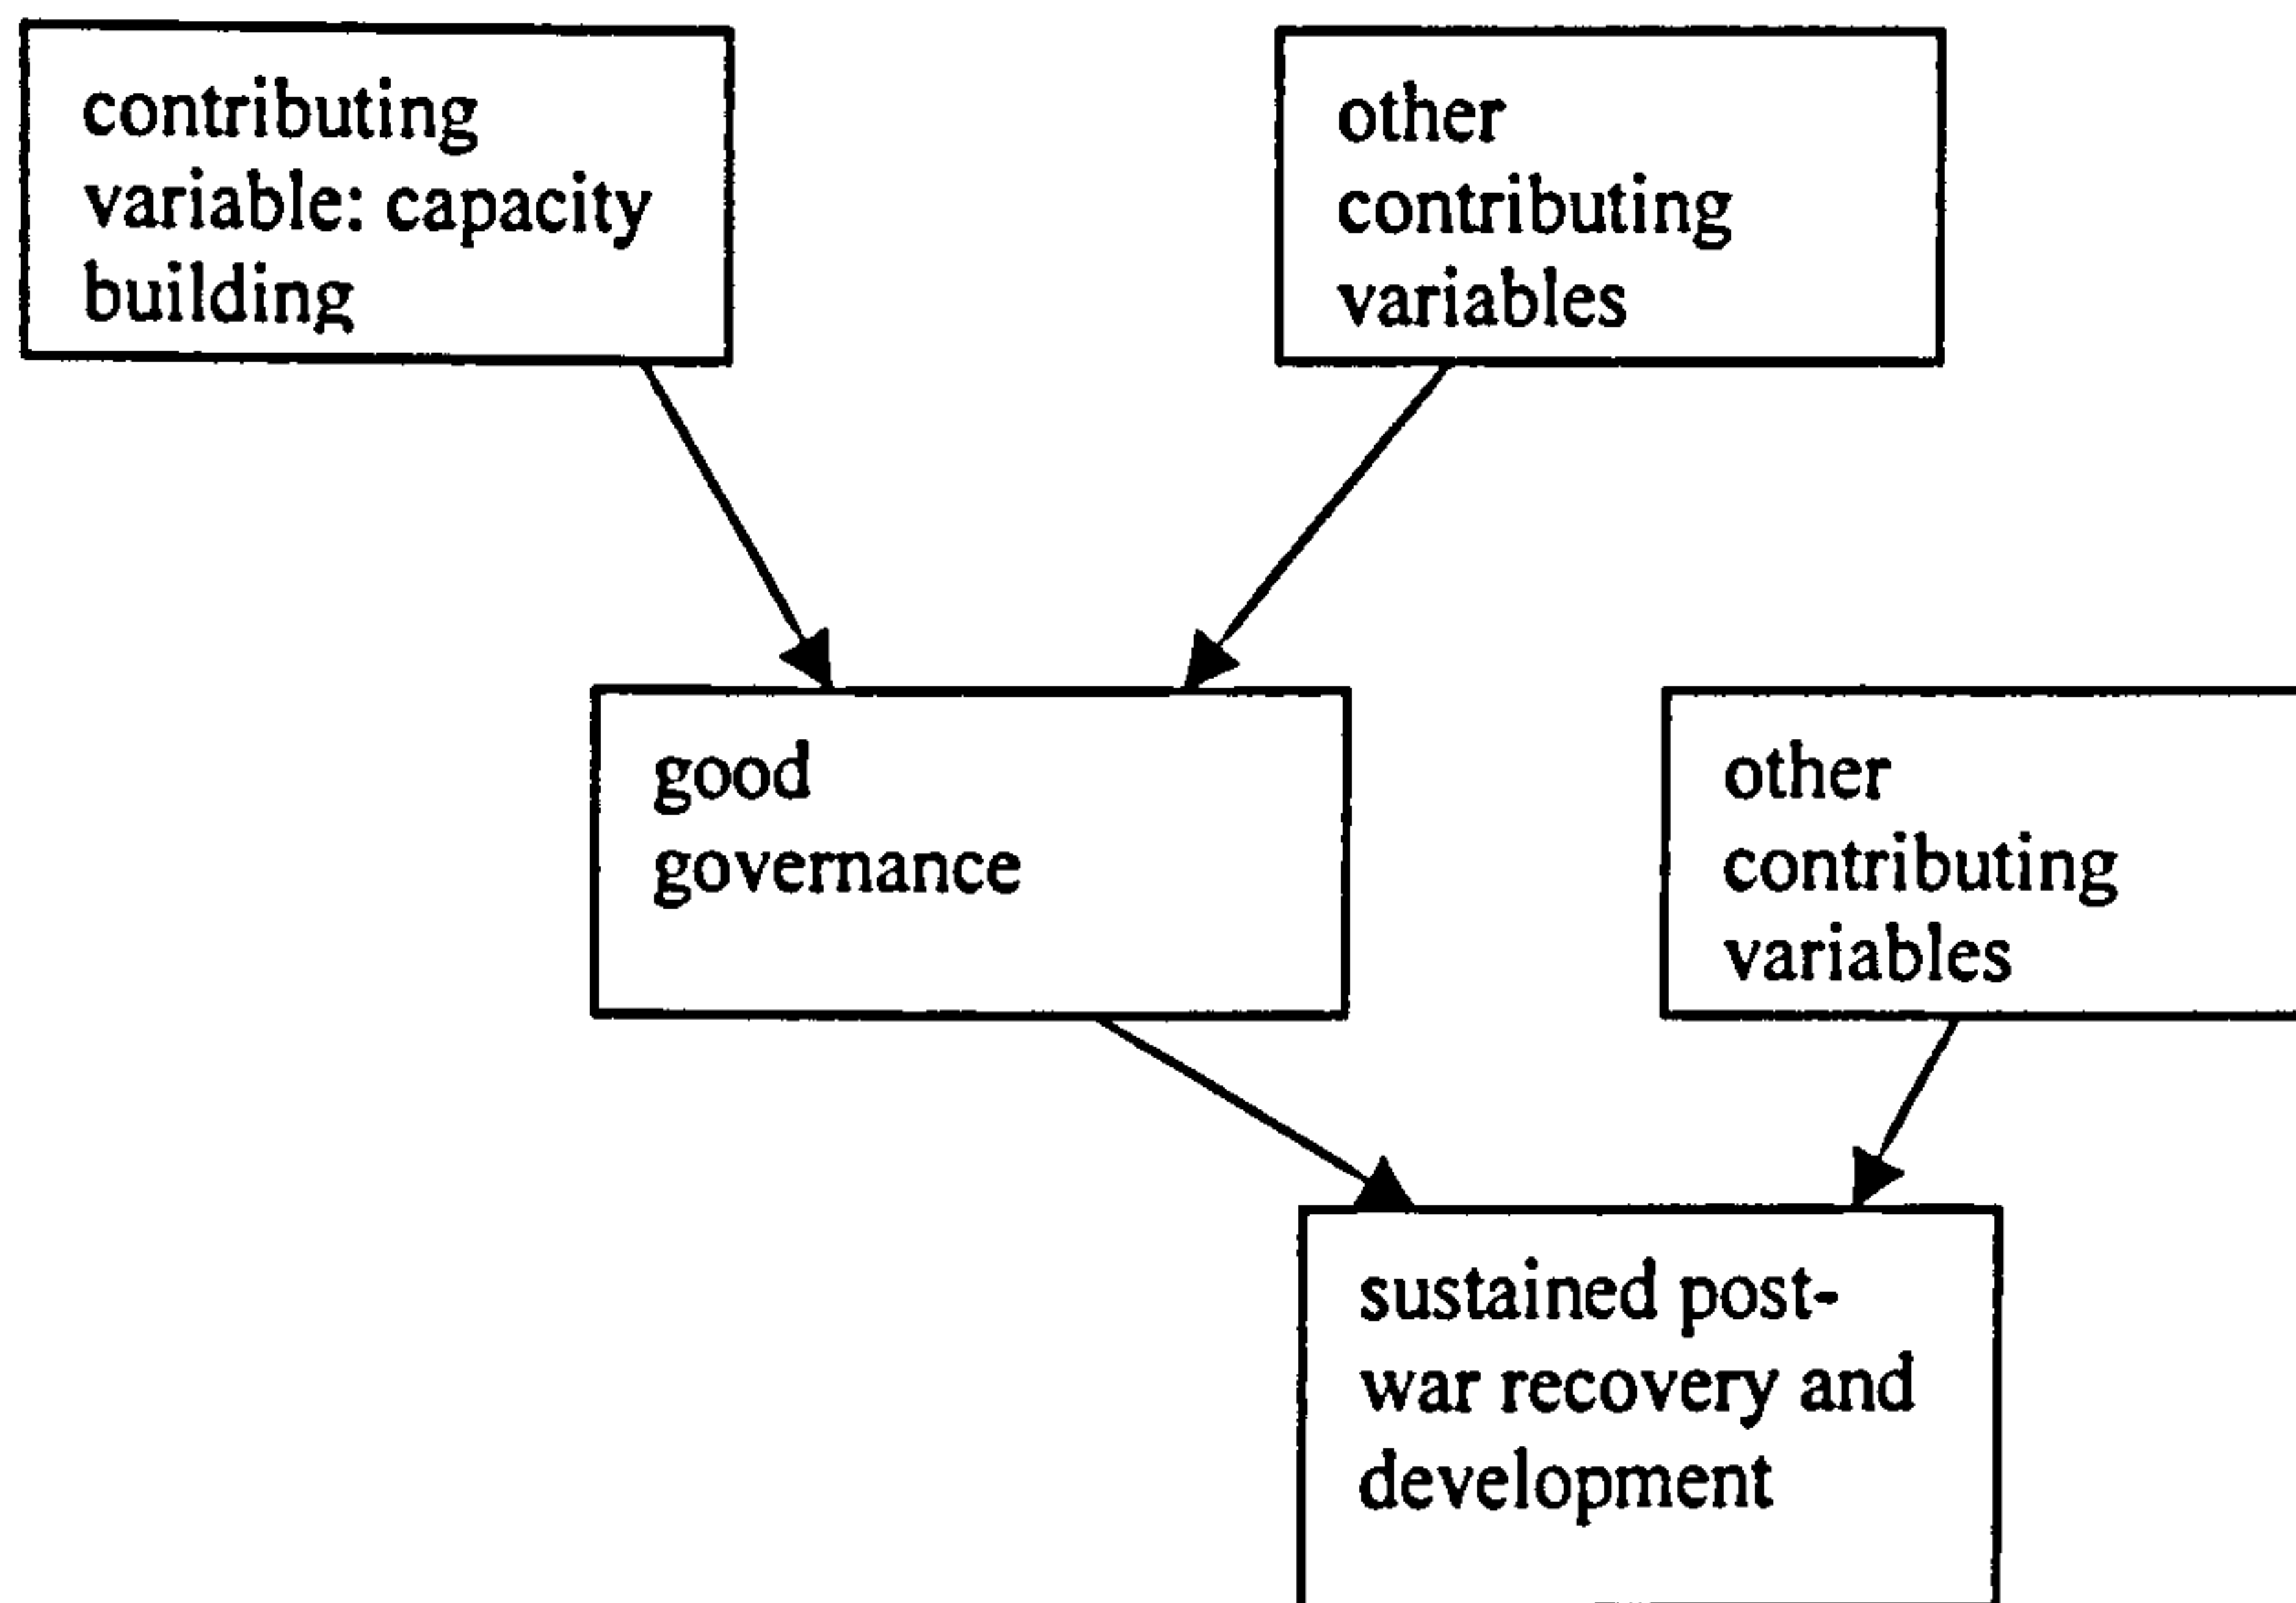 contributing
variable: capacity
building
other
contributing
variables
good
governance
other
contributing
variables
sustained post-
war recovery and
development